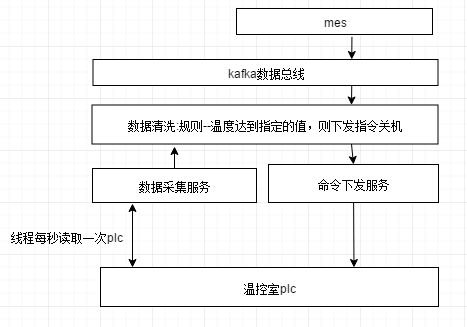 mes
kafka数据总线
数据清洗:规则--温度达到指定的值，则下发指令关机
数据采集服务
命令下发服务
线程每秒读取一次plc
温控室plc